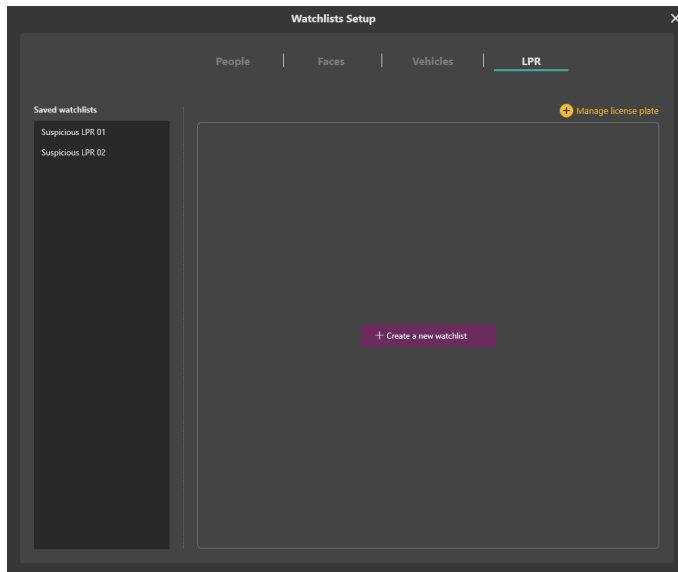 Watchlists Setup
People | Faces | Vehicles | LPR
Saved watchlists
Manage license plate
Suspicious LPR 01
Suspicious LPR 02
+ Create a new watchlist